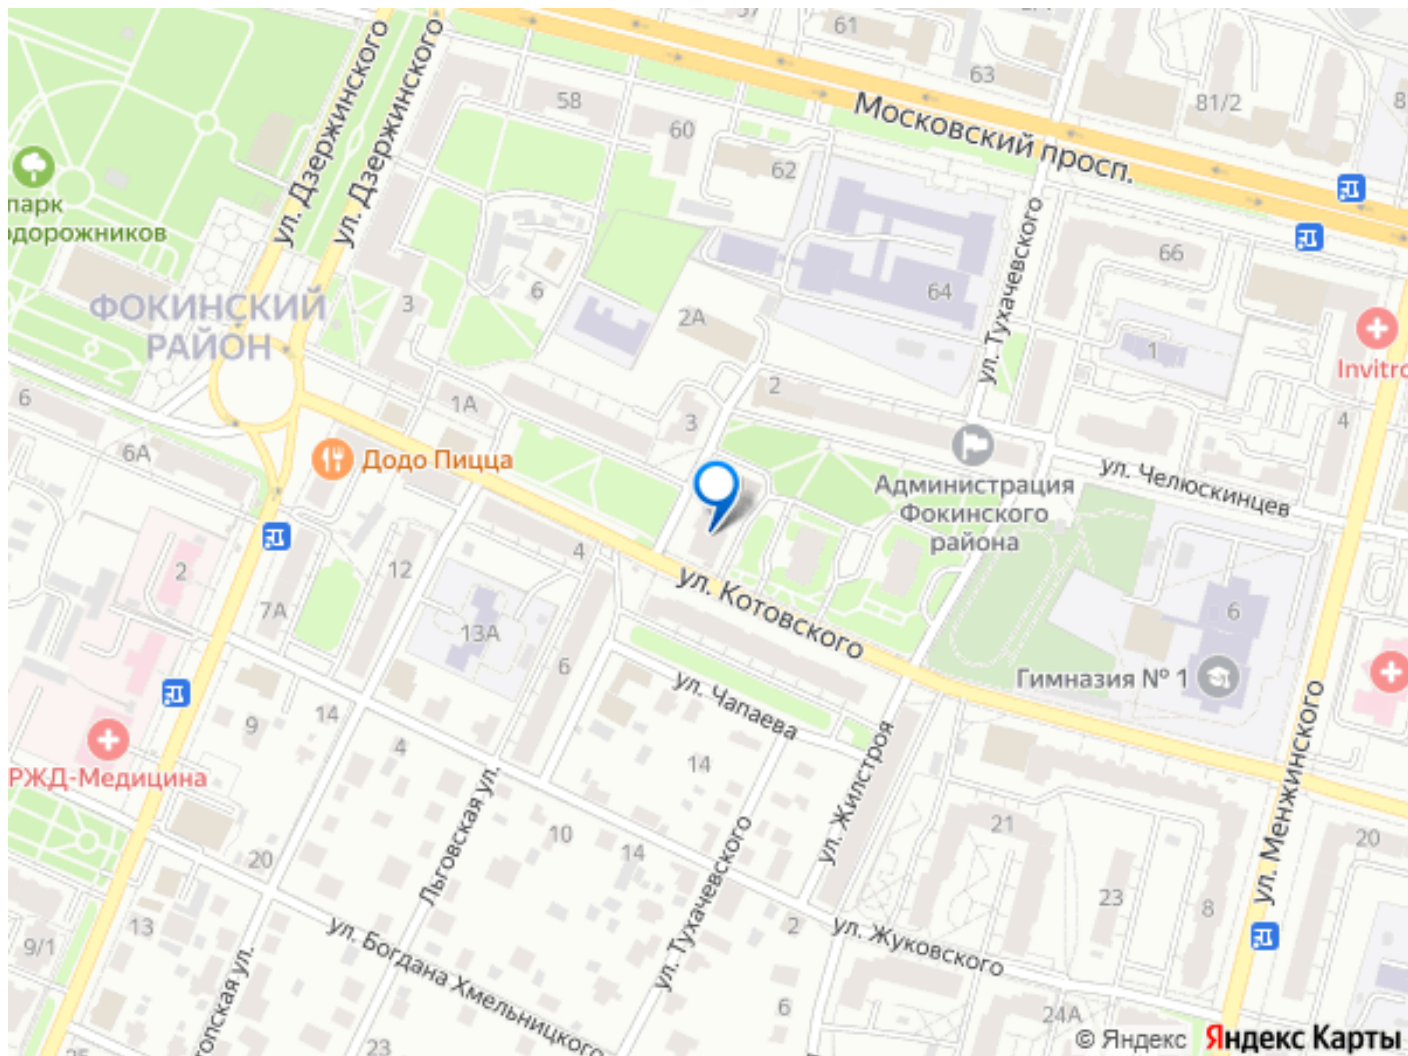 61
63
58
81/2
Московский просп.
60
62
ул. Дзержинского
ул. Дзержинского
парк
одорожников
ул. Тухачевского
66
64
6
3
ФОКИНСКИЙ
РАЙОН
2А
1
Invitro
2
6
1А
3
4
6А
Додо Пицца
ул. Челюскинцев
Администрация
Фокинского
района
4
2
12
7А
ул. Котовского
13А
6
6
Гимназия № 1
ул. Чапаева
9
14
4
РЖД-Медицина
14
ул. Жилстроя
ул. Менжинского
Льговская ул.
10
14
21
20
20
ул. Тухачевского
23
8
13
2
ул. Жуковского
9/1
ул. Богдана Хмельницкого
топская ул.
6
24А
23
25
© Яндекс Яндекс Карты